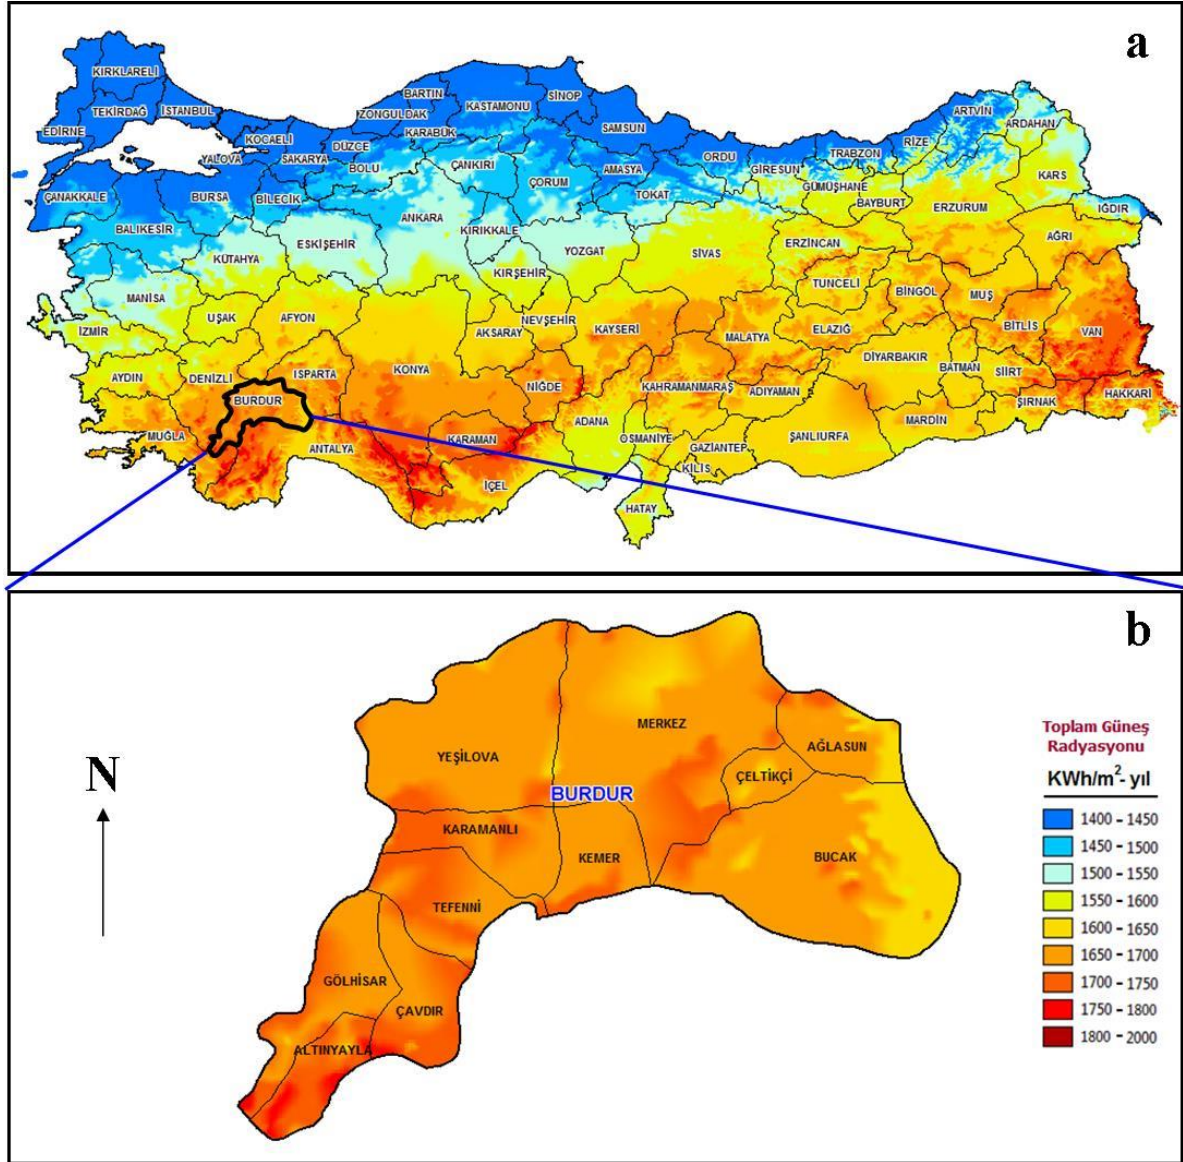 a
KIRKLARELİ
TEKİRDAĞ
İSTANBUL
EDİRNE
KOCAELİ
YALOVA
SAKARYA
DÜZCE
BOLU
ZONGULDAK
BARTIN
KARABÜK
KASTAMONU
SİNOP
SAMSUN
ÇANKIRI
ÇORUM
AMASYA
TOKAT
ORDU
GİRESUN
TRABZON
RİZE
ARTVİN
ARDAHAN
GÜMÜŞHANE
BAYBURT
ERZURUM
KARS
IĞDIR
AĞRI
ÇANAKKALE
BURSA
BİLECİK
BALIKESİR
ESKİŞEHİR
ANKARA
KIRIKKALE
YOZGAT
SİVAS
ERZİNCAN
KÜTAHYA
KIRŞEHİR
TUNCELİ
BİNGÖL
MUŞ
MANİSA
UŞAK
AFYON
AKSARAY
NEVŞEHİR
KAYSERİ
MALATYA
ELAZIĞ
BİTLİS
VAN
İZMİR
DİYARBAKIR
BATMAN
SİİRT
AYDIN
DENİZLİ
ISPARTA
KONYA
NİĞDE
KAHRAMANMARAŞ
ADIYAMAN
ŞIRNAK
HAKKARİ
BURDUR
MUĞLA
ANTALYA
KARAMAN
ADANA
OSMANİYE
GAZİANTEP
ŞANLIURFA
MARDİN
KİLİS
İÇEL
HATAY
b
N
MERKEZ
YEŞİLOVA
AĞLASUN
ÇELTİKÇİ
BURDUR
KARAMANLI
KEMER
BUCAK
TEFENNİ
GÖLHİSAR
ÇAVDIR
ALTINYAYLA
Toplam Güneş
Radyasyonu
KWh/m²- yıl
1400 - 1450
1450 - 1500
1500 - 1550
1550 - 1600
1600 - 1650
1650 - 1700
1700 - 1750
1750 - 1800
1800 - 2000